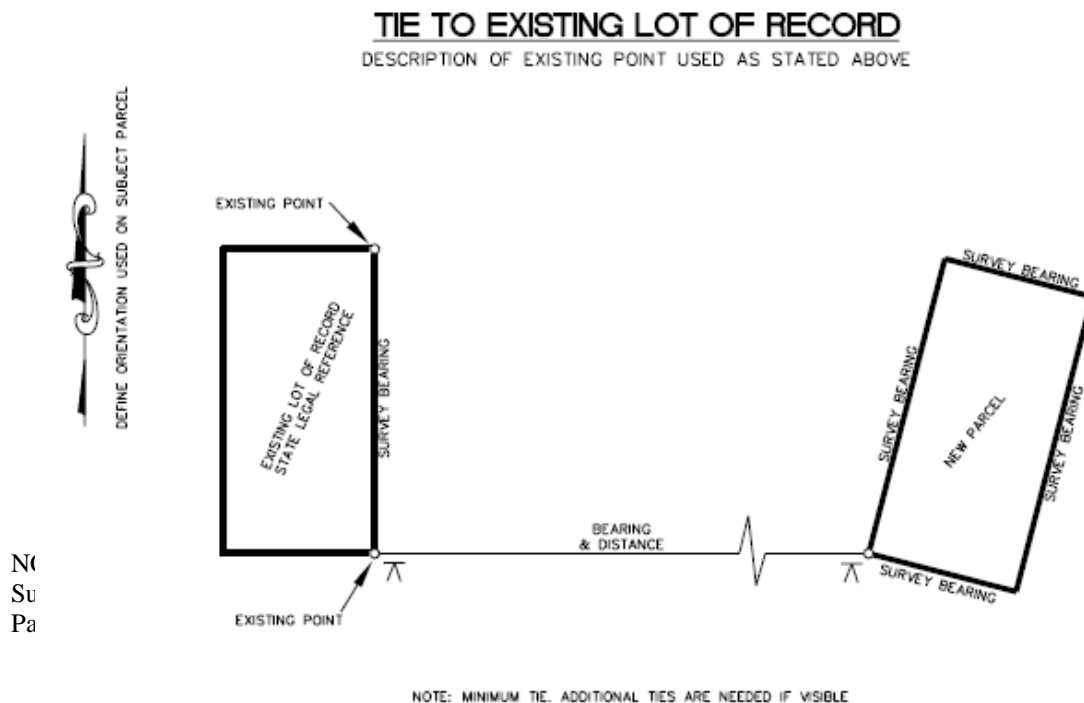 TIE TO EXISTING LOT OF RECORD
DESCRIPTION OF EXISTING POINT USED AS STATED ABOVE
DEFINE ORIENTATION USED ON SUBJECT PARCEL
EXISTING POINT
EXISTING LOT OF RECORD
STATE LEGAL REFERENCE
SURVEY BEARING
BEARING
& DISTANCE
EXISTING POINT
SURVEY BEARING
SURVEY BEARING
NEW PARCEL
SURVEY BEARING
SURVEY BEARING
NOTE: MINIMUM TIE. ADDITIONAL TIES ARE NEEDED IF VISIBLE